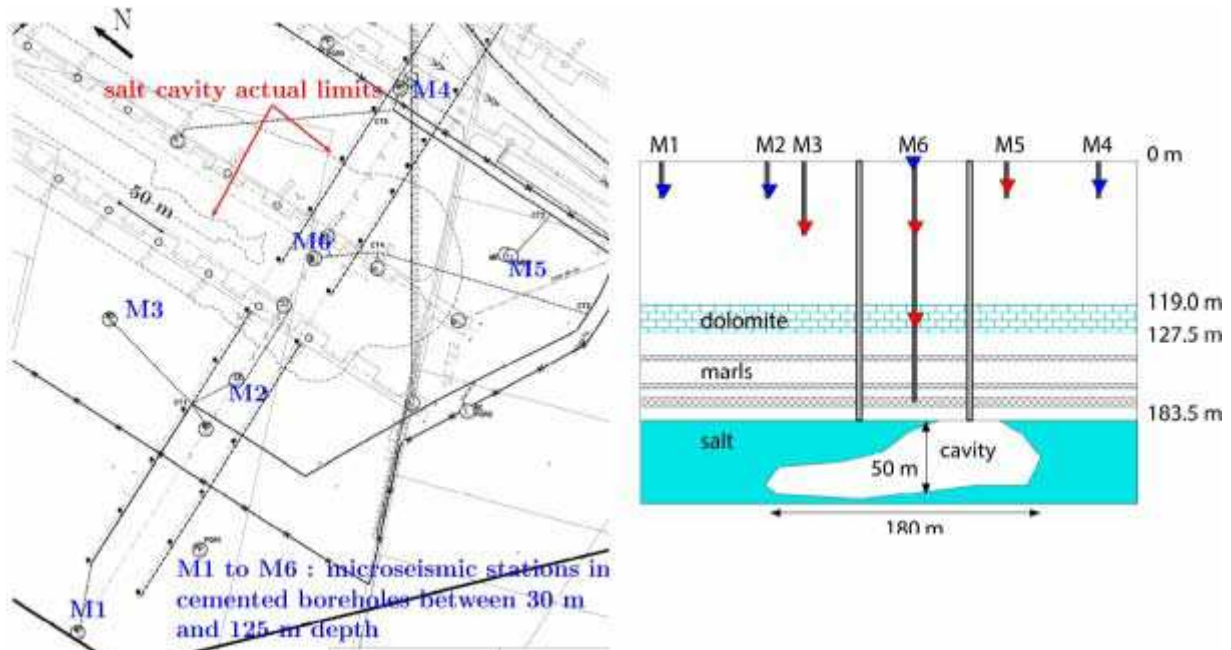 N
salt cavity actual limits
M4
50 m
M6
M5
M3
M2
M1
M1 to M6 : microseismic stations in
cemented boreholes between 30 m
and 125 m depth
M1 M2 M3 M6 M5 M4
0 m
119.0 m
dolomite
127.5 m
marls
183.5 m
salt
cavity
50 m
180 m